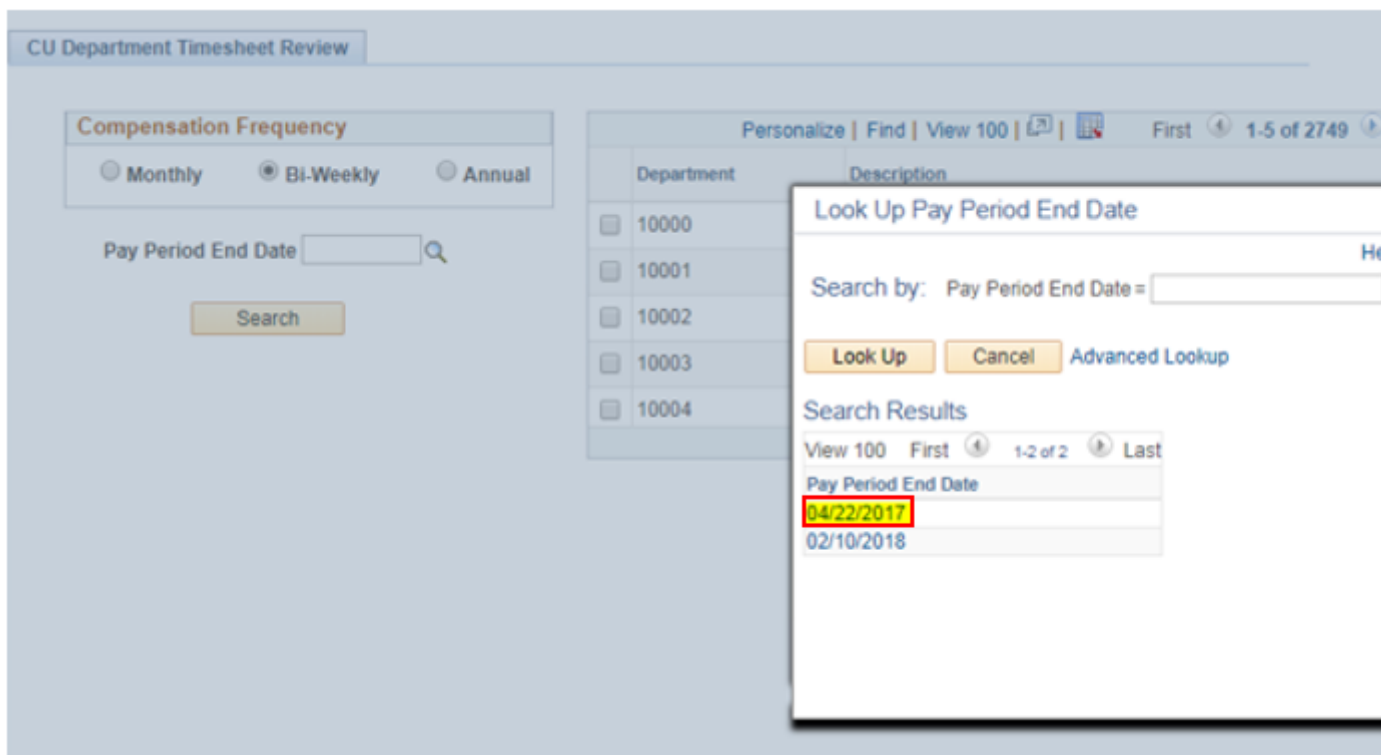 CU Department Timesheet Review
Compensation Frequency
Monthly Bi-Weekly Annual
Pay Period End Date
Search
Personalize | Find | View 100 | | First 1-5 of 2749
Department Description
10000
10001
10002
10003
10004
Look Up Pay Period End Date
He
Search by: Pay Period End Date =
Look Up Cancel Advanced Lookup
Search Results
View 100 First 1-2 of 2 Last
Pay Period End Date
04/22/2017
02/10/2018